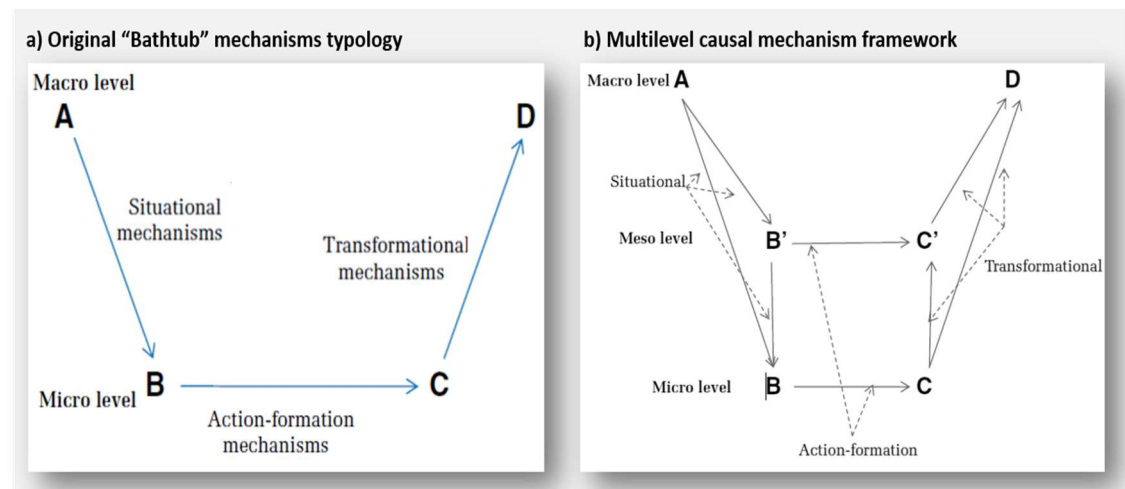 a) Original “Bathtub” mechanisms typology
Macro level
A
D
Situational
mechanisms
Transformational
mechanisms
B
C
Micro level
Action-formation
mechanisms
b) Multilevel causal mechanism framework
Macro level A
D
Situational
Meso level
B’
C’
Transformational
Micro level
B
C
Action-formation